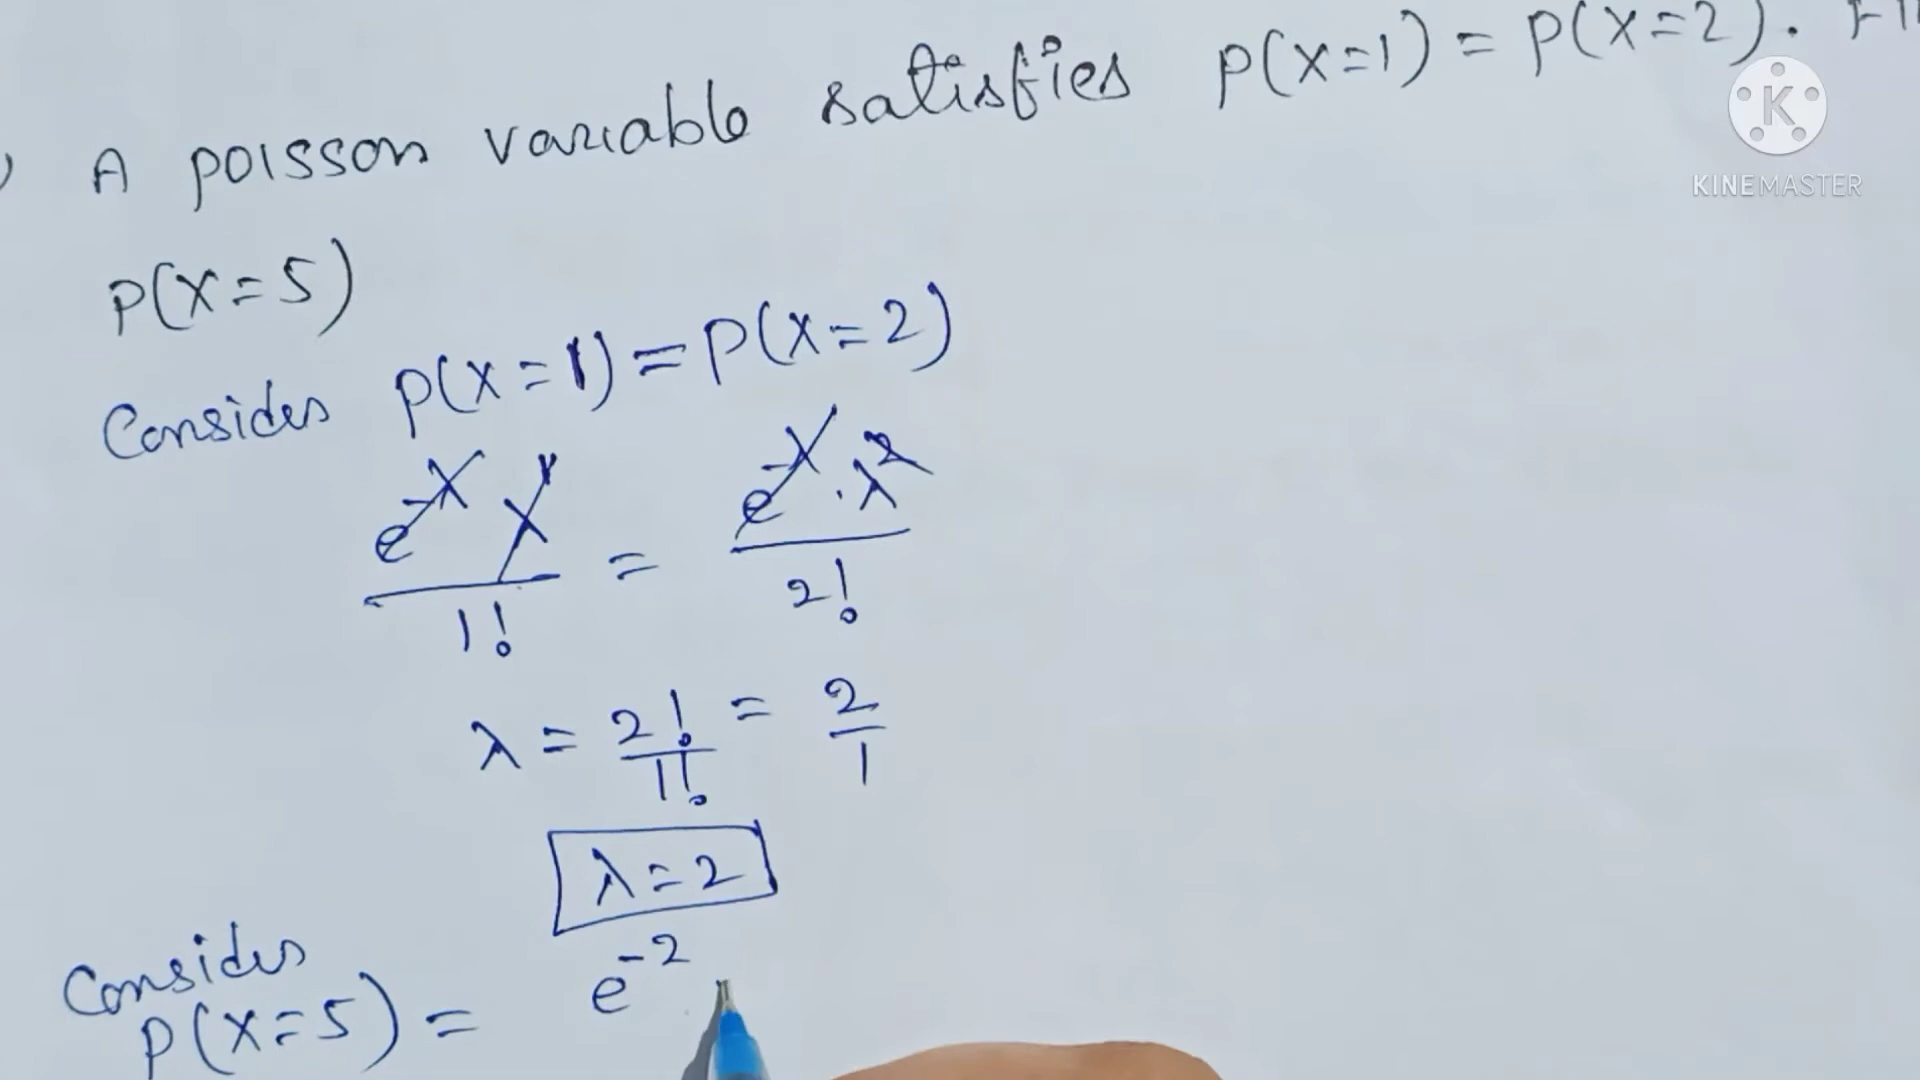 A poisson variable satisfies P(X=1) = P(X=2).
P(X=5)
Consider P(X=1) = P(X=2)
e^-λ λ^1 / 1! = e^-λ · λ^2 / 2!
λ = 2!/1! = 2/1
λ=2
Consider
P(X=5) = e^-2
K
KINEMASTER